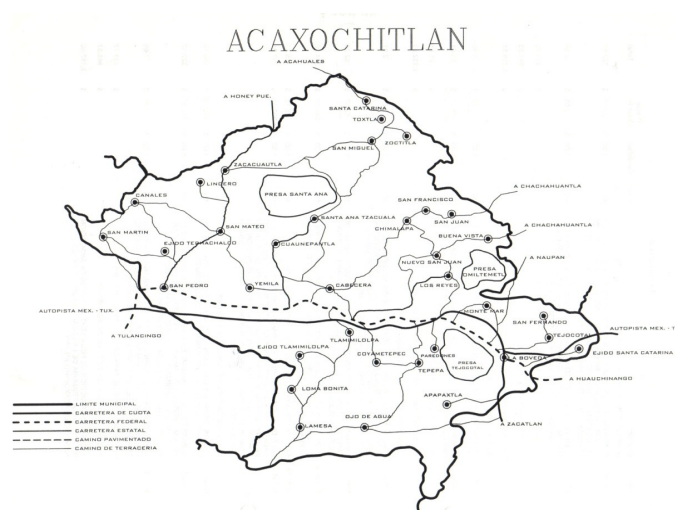 ACAXOCHITLAN
A ACAHUALES
A HONEY PUE.
SANTA CATARINA
TOXTLA
ZOCTITLA
SAN MIGUEL
ZACACUAUTLA
LINDERO
PRESA SANTA ANA
CANALES
A CHACHAHUANTLA
SAN FRANCISCO
SAN JUAN
SANTA ANA TZACUALA
CHIMALAPA
A CHACHAHUANTLA
SAN MARTIN
SAN MATEO
BUENA VISTA
EJIDO TEPRACHALCO
CUAUNEPANTLA
A NAUPAN
NUEVO SAN JUAN
PRESA
OMILTEMETL
SAN PEDRO
YEMILA
CABECERA
LOS REYES
AUTOPISTA MEX. - TUX.
MONTE MAR
SAN FERNANDO
A TULANCINGO
TLAMIMILOLPA
TEJOCOTAL
AUTOPISTA MEX. - T
EJIDO TLAMIMILOLPA
COYAMETEPEC
PAREDONES
TEPEPA
PRESA
TEJOCOTAL
LA BOVEDA
EJIDO SANTA CATARINA
A HUAUCHINANGO
LOMA BONITA
APAPAXTLA
OJO DE AGUA
LAMESA
A ZACATLAN
LIMITE MUNICIPAL
CARRETERA DE CUOTA
CARRETERA FEDERAL
CARRETERA ESTATAL
CAMINO PAVIMENTADO
CAMINO DE TERRACERIA